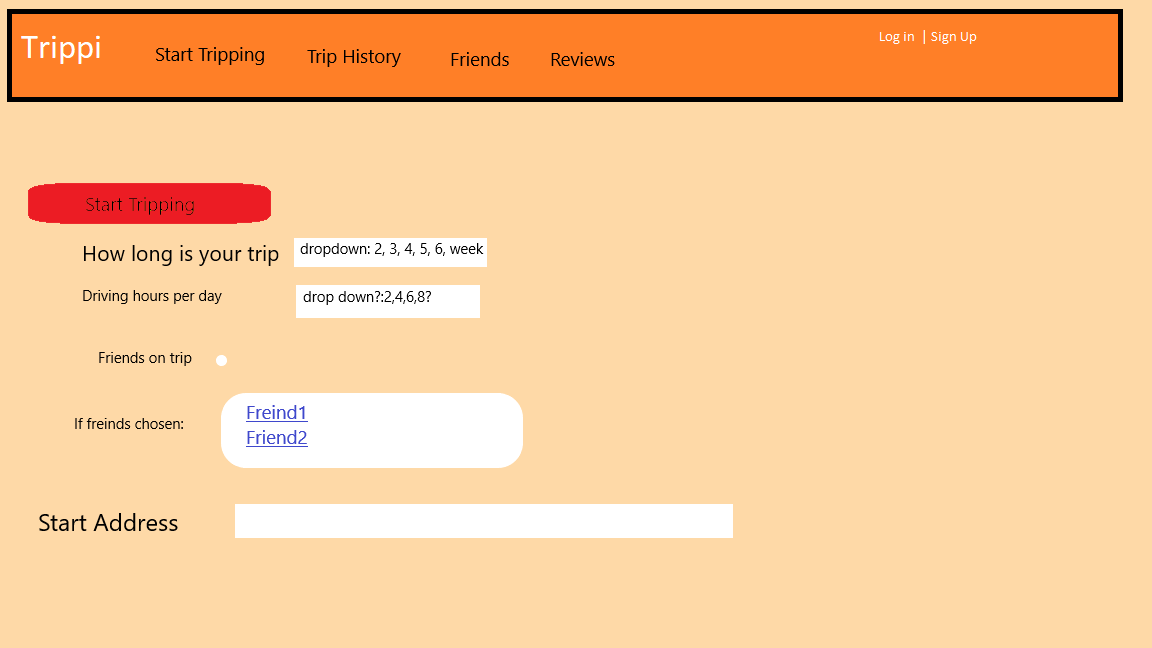 Trippi
Start Tripping
Trip History
Friends
Reviews
Log in | Sign Up
Start Tripping
How long is your trip
dropdown: 2, 3, 4, 5, 6, week
Driving hours per day
drop down?:2,4,6,8?
Friends on trip
If freinds chosen:
Freind1
Friend2
Start Address